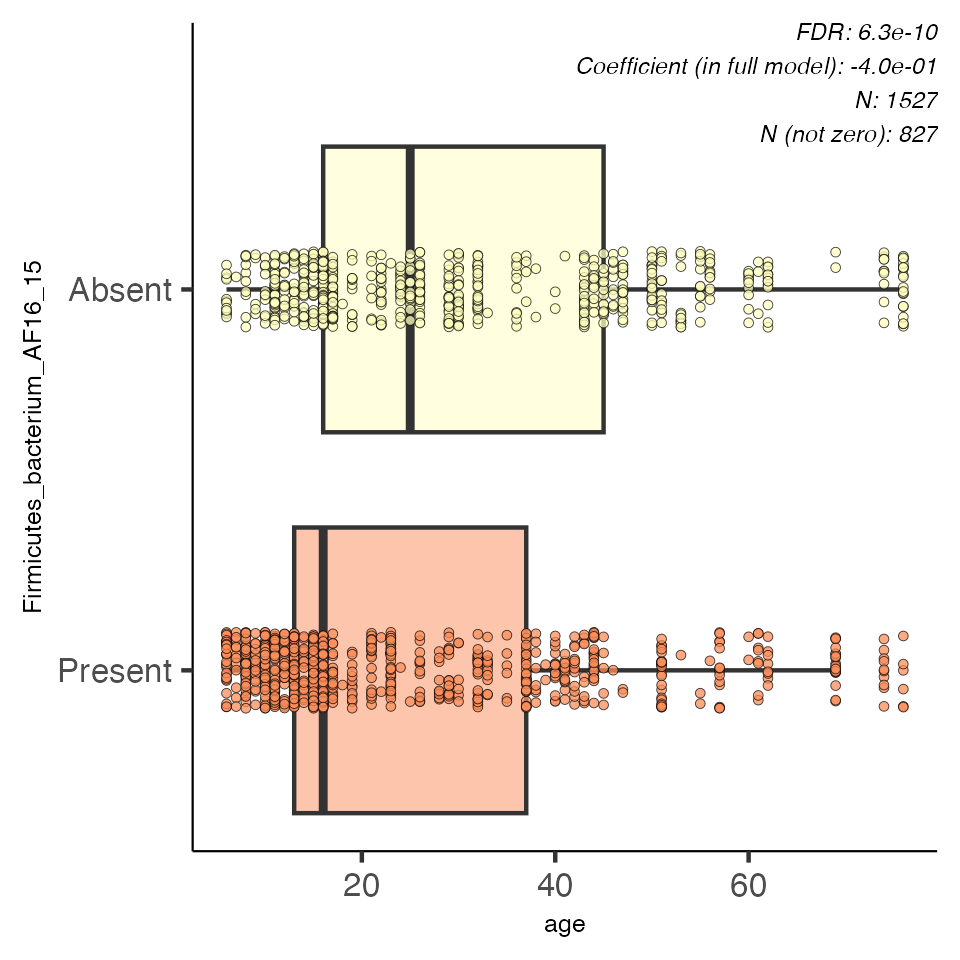 FDR: 6.3e-10
Coefficient (in full model): -4.0e-01
N: 1527
N (not zero): 827
Firmicutes_bacterium_AF16_15
Absent
Present
20 40 60
age